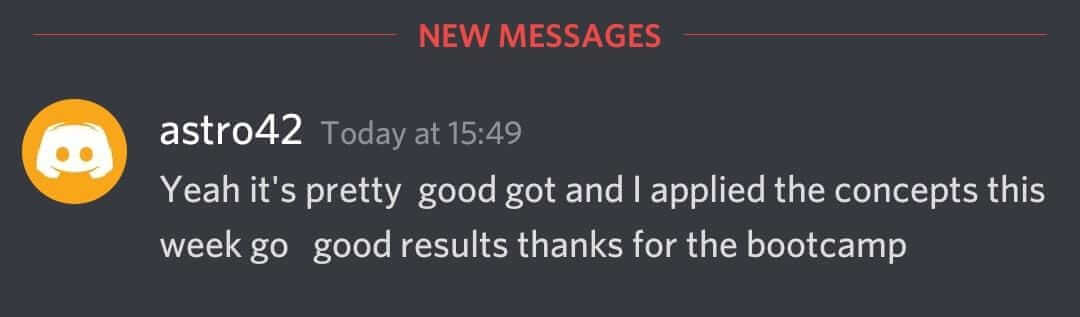 NEW MESSAGES
astro42 Today at 15:49
Yeah it's pretty  good got and I applied the concepts this
week go   good results thanks for the bootcamp